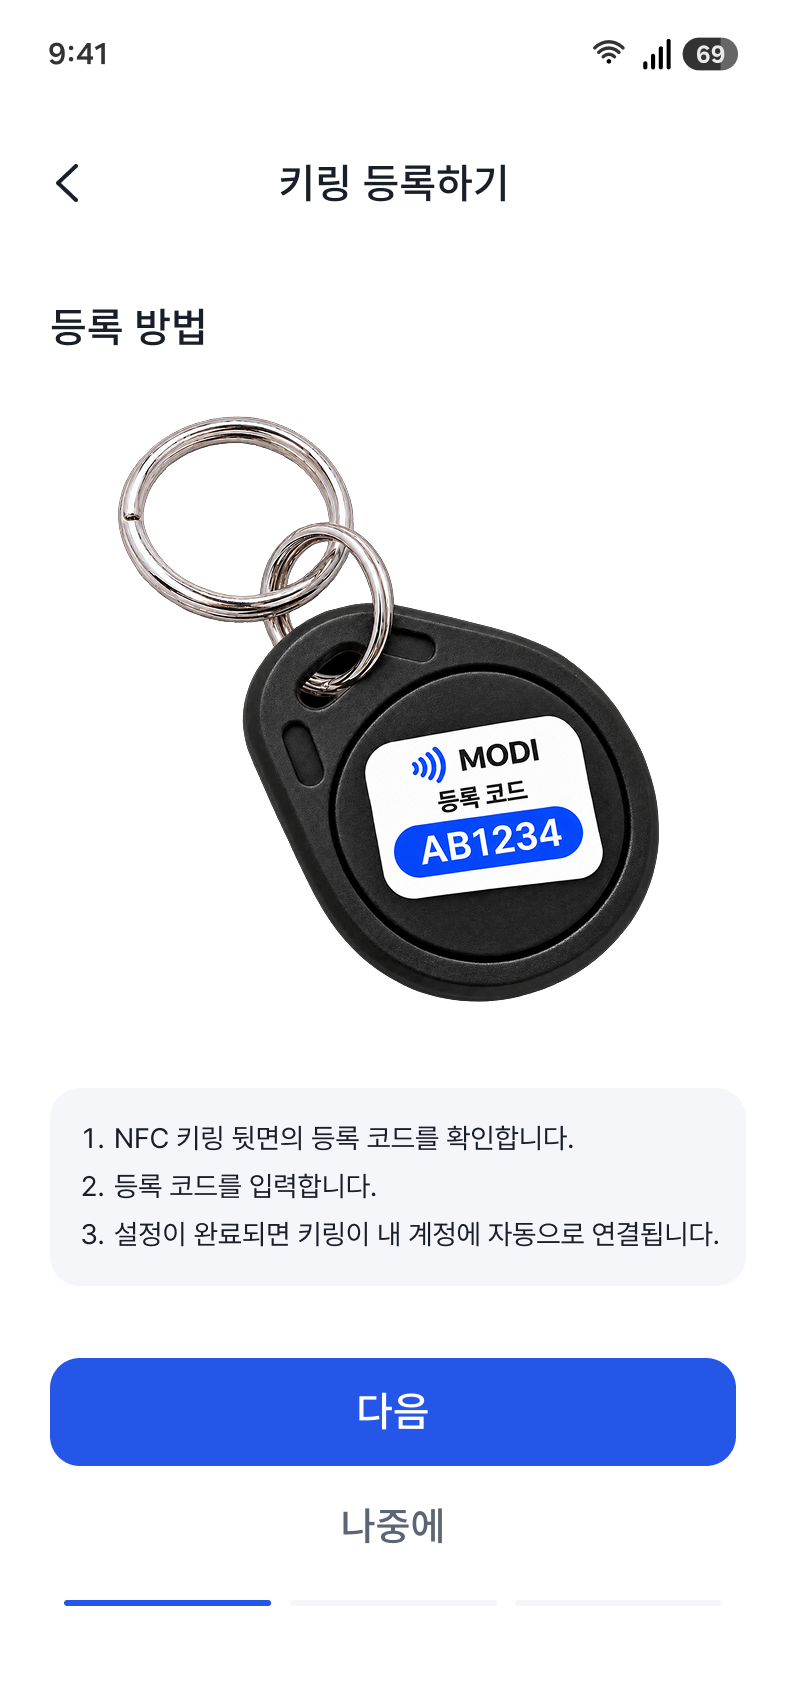 9:41
69
키링 등록하기
등록 방법
MODI
등록 코드
AB1234
1. NFC 키링 뒷면의 등록 코드를 확인합니다.
2. 등록 코드를 입력합니다.
3. 설정이 완료되면 키링이 내 계정에 자동으로 연결됩니다.
다음
나중에